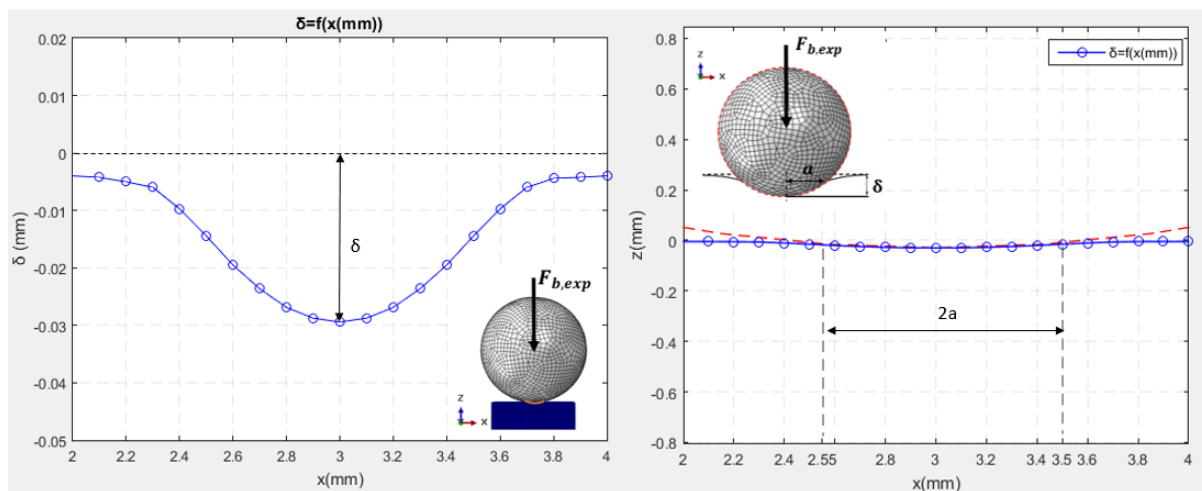 δ=f(x(mm))
0.02
0.01
0
-0.01
-0.02
-0.03
-0.04
-0.05
δ (mm)
δ
F_{b,exp}
z
x
2 2.2 2.4 2.6 2.8 3 3.2 3.4 3.6 3.8 4
x(mm)
0.8
0.6
0.4
0.2
0
-0.2
-0.4
-0.6
-0.8
z(mm)
z
x
F_{b,exp}
a
δ
δ=f(x(mm))
2a
2 2.2 2.4 2.55 2.8 3 3.2 3.4 3.5 3.6 3.8 4
x(mm)